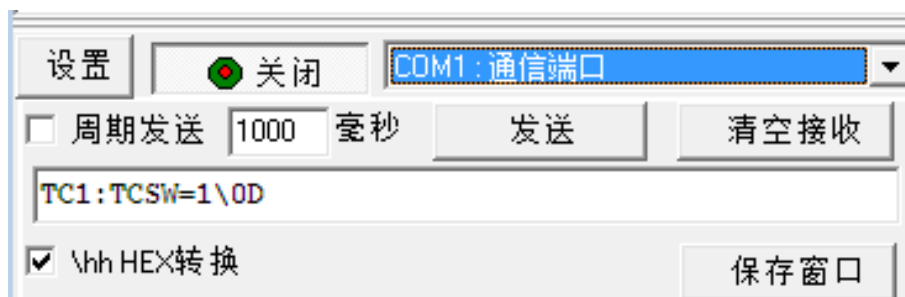 设置 关闭 COM1:通信端口
周期发送 1000 毫秒 发送 清空接收
TC1:TCSW=1\0D
\hh HEX转换 保存窗口